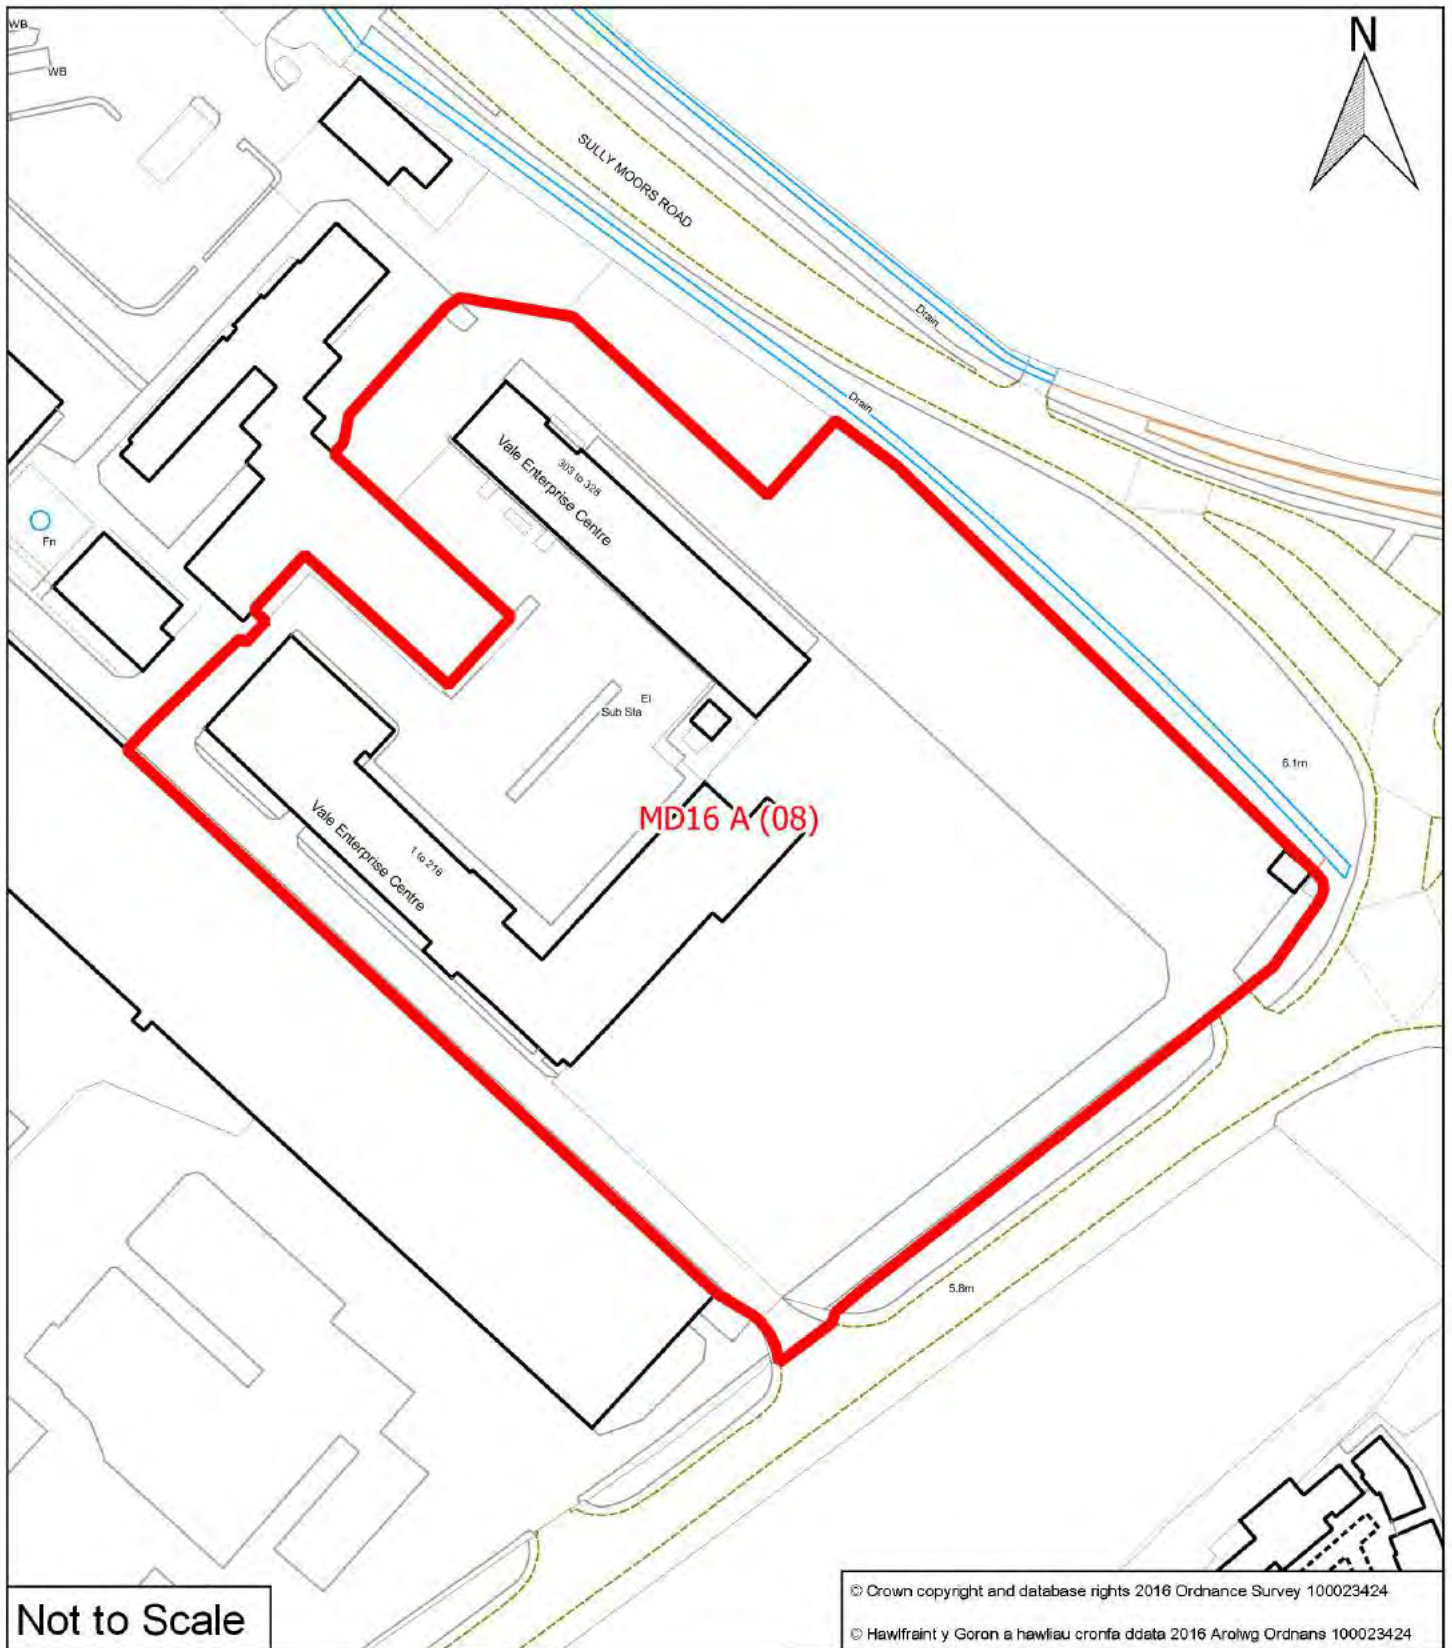 WB
N
WB
SULLY MOORS ROAD
Drain
Drain
303 to 328
Vale Enterprise Centre
Fn
El
Sub Sta
6.1m
MD16 A (08)
1 to 216
Vale Enterprise Centre
5.8m
Not to Scale
© Crown copyright and database rights 2016 Ordnance Survey 100023424
© Hawlfraint y Goron a hawliau cronfa ddata 2016 Arolwg Ordnans 100023424